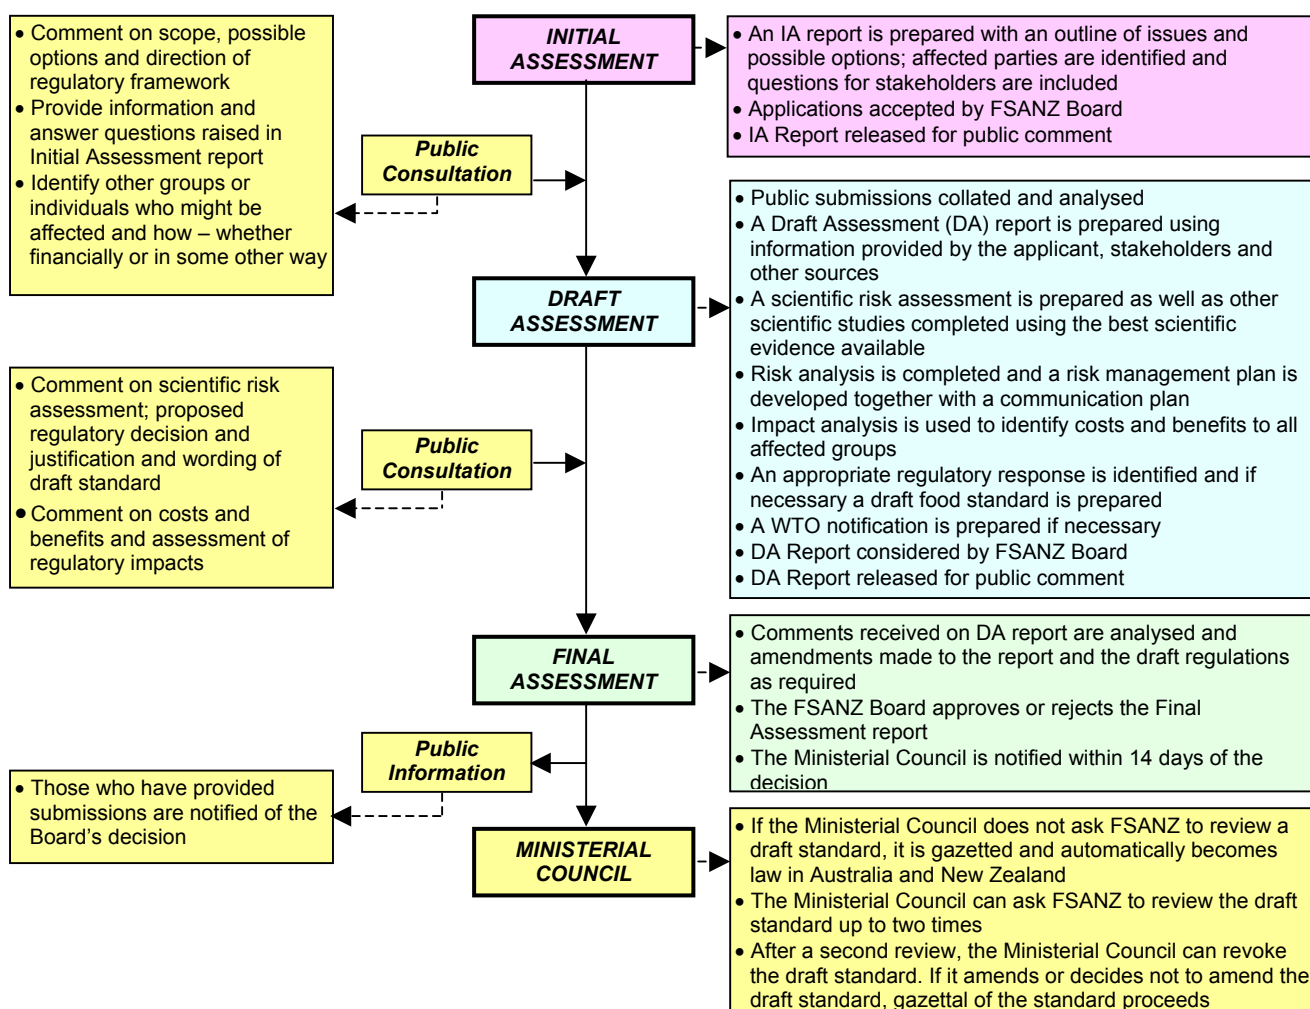 • Comment on scope, possible
options and direction of
regulatory framework
• Provide information and
answer questions raised in
Initial Assessment report
• Identify other groups or
individuals who might be
affected and how – whether
financially or in some other way
INITIAL
ASSESSMENT
• An IA report is prepared with an outline of issues and
possible options; affected parties are identified and
questions for stakeholders are included
• Applications accepted by FSANZ Board
• IA Report released for public comment
Public
Consultation
DRAFT
ASSESSMENT
• Public submissions collated and analysed
• A Draft Assessment (DA) report is prepared using
information provided by the applicant, stakeholders and
other sources
• A scientific risk assessment is prepared as well as other
scientific studies completed using the best scientific
evidence available
• Risk analysis is completed and a risk management plan is
developed together with a communication plan
• Impact analysis is used to identify costs and benefits to all
affected groups
• An appropriate regulatory response is identified and if
necessary a draft food standard is prepared
• A WTO notification is prepared if necessary
• DA Report considered by FSANZ Board
• DA Report released for public comment
• Comment on scientific risk
assessment; proposed
regulatory decision and
justification and wording of
draft standard
• Comment on costs and
benefits and assessment of
regulatory impacts
Public
Consultation
FINAL
ASSESSMENT
• Comments received on DA report are analysed and
amendments made to the report and the draft regulations
as required
• The FSANZ Board approves or rejects the Final
Assessment report
• The Ministerial Council is notified within 14 days of the
decision
Public
Information
• Those who have provided
submissions are notified of the
Board's decision
MINISTERIAL
COUNCIL
• If the Ministerial Council does not ask FSANZ to review a
draft standard, it is gazetted and automatically becomes
law in Australia and New Zealand
• The Ministerial Council can ask FSANZ to review the draft
standard up to two times
• After a second review, the Ministerial Council can revoke
the draft standard. If it amends or decides not to amend the
draft standard, gazettal of the standard proceeds